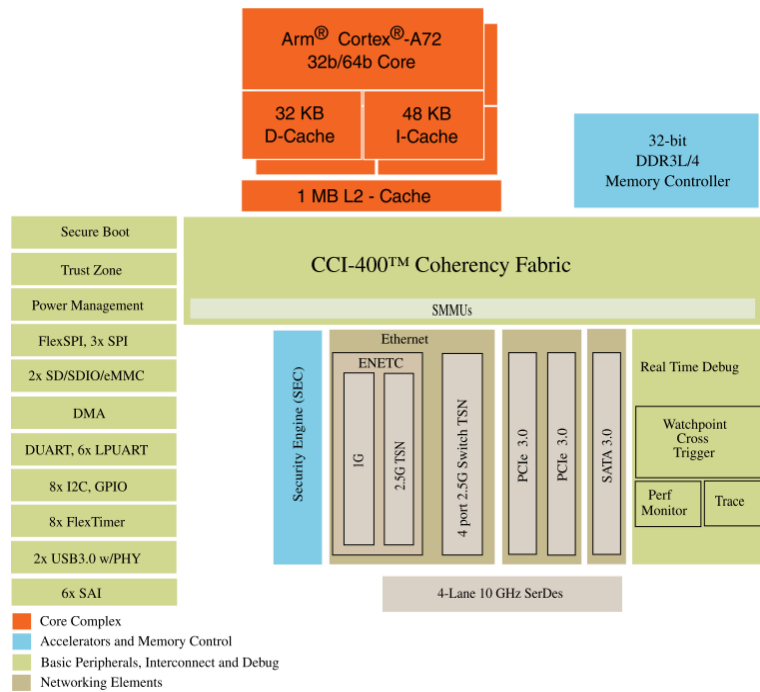 Arm® Cortex®-A72
32b/64b Core
32 KB
D-Cache
48 KB
I-Cache
1 MB L2 - Cache
32-bit
DDR3L/4
Memory Controller
Secure Boot
Trust Zone
Power Management
FlexSPI, 3x SPI
2x SD/SDIO/eMMC
DMA
DUART, 6x LPUART
8x I2C, GPIO
8x FlexTimer
2x USB3.0 w/PHY
6x SAI
CCI-400™ Coherency Fabric
SMMUs
Security Engine (SEC)
Ethernet
ENETC
1G
2.5G TSN
4 port 2.5G Switch TSN
PCIe 3.0
PCIe 3.0
SATA 3.0
Real Time Debug
Watchpoint
Cross
Trigger
Perf
Monitor
Trace
4-Lane 10 GHz SerDes
Core Complex
Accelerators and Memory Control
Basic Peripherals, Interconnect and Debug
Networking Elements